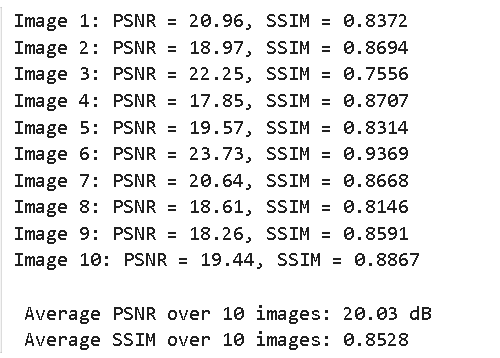 Image 1: PSNR = 20.96, SSIM = 0.8372
Image 2: PSNR = 18.97, SSIM = 0.8694
Image 3: PSNR = 22.25, SSIM = 0.7556
Image 4: PSNR = 17.85, SSIM = 0.8707
Image 5: PSNR = 19.57, SSIM = 0.8314
Image 6: PSNR = 23.73, SSIM = 0.9369
Image 7: PSNR = 20.64, SSIM = 0.8668
Image 8: PSNR = 18.61, SSIM = 0.8146
Image 9: PSNR = 18.26, SSIM = 0.8591
Image 10: PSNR = 19.44, SSIM = 0.8867
Average PSNR over 10 images: 20.03 dB
Average SSIM over 10 images: 0.8528